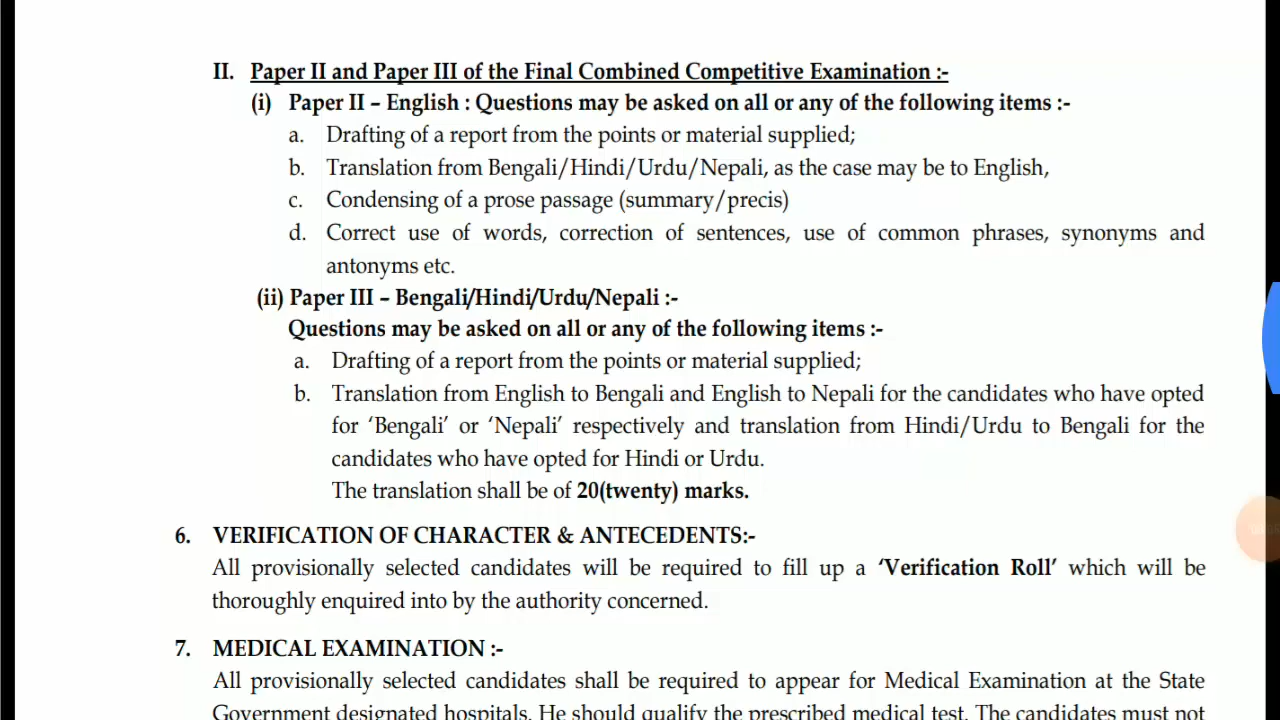 II. Paper II and Paper III of the Final Combined Competitive Examination :-
(i) Paper II – English : Questions may be asked on all or any of the following items :-
a. Drafting of a report from the points or material supplied;
b. Translation from Bengali/Hindi/Urdu/Nepali, as the case may be to English,
c. Condensing of a prose passage (summary/precis)
d. Correct use of words, correction of sentences, use of common phrases, synonyms and
antonyms etc.
(ii) Paper III – Bengali/Hindi/Urdu/Nepali :-
Questions may be asked on all or any of the following items :-
a. Drafting of a report from the points or material supplied;
b. Translation from English to Bengali and English to Nepali for the candidates who have opted
for ‘Bengali’ or ‘Nepali’ respectively and translation from Hindi/Urdu to Bengali for the
candidates who have opted for Hindi or Urdu.
The translation shall be of 20(twenty) marks.
6. VERIFICATION OF CHARACTER & ANTECEDENTS:-
All provisionally selected candidates will be required to fill up a ‘Verification Roll’ which will be
thoroughly enquired into by the authority concerned.
7. MEDICAL EXAMINATION :-
All provisionally selected candidates shall be required to appear for Medical Examination at the State
Government designated hospitals. He should qualify the prescribed medical test. The candidates must not